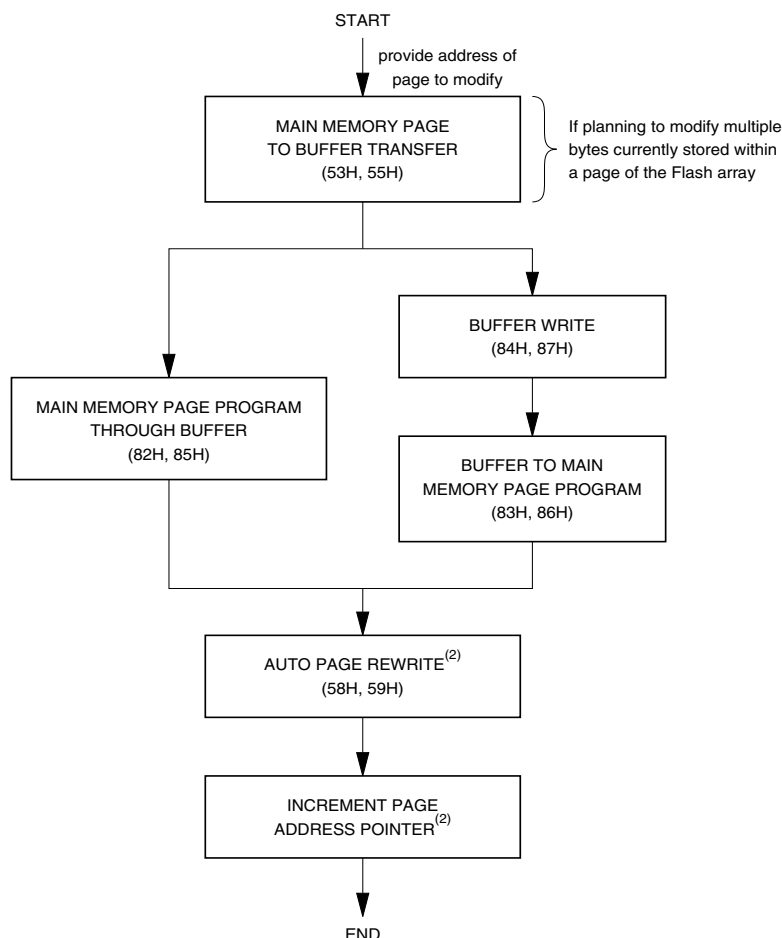 START
provide address of
page to modify
MAIN MEMORY PAGE
TO BUFFER TRANSFER
(53H, 55H)
If planning to modify multiple
bytes currently stored within
a page of the Flash array
BUFFER WRITE
(84H, 87H)
MAIN MEMORY PAGE PROGRAM
THROUGH BUFFER
(82H, 85H)
BUFFER TO MAIN
MEMORY PAGE PROGRAM
(83H, 86H)
AUTO PAGE REWRITE(2)
(58H, 59H)
INCREMENT PAGE
ADDRESS POINTER(2)
END